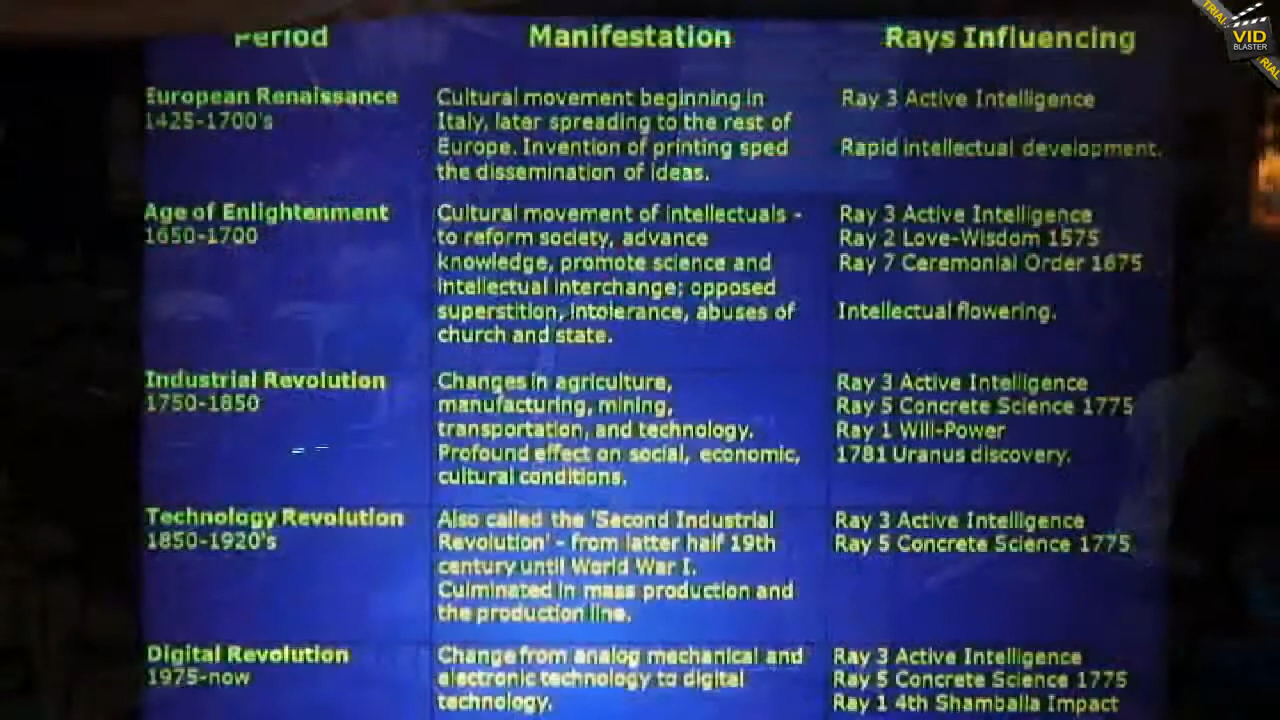 Period Manifestation Rays Influencing
European Renaissance
1425-1700's
Cultural movement beginning in
Italy, later spreading to the rest of
Europe. Invention of printing sped
the dissemination of ideas.
Ray 3 Active Intelligence
Rapid intellectual development.
Age of Enlightenment
1650-1700
Cultural movement of intellectuals -
to reform society, advance
knowledge, promote science and
intellectual interchange; opposed
superstition, intolerance, abuses of
church and state.
Ray 3 Active Intelligence
Ray 2 Love-Wisdom 1575
Ray 7 Ceremonial Order 1675
Intellectual flowering.
Industrial Revolution
1750-1850
Changes in agriculture,
manufacturing, mining,
transportation, and technology.
Profound effect on social, economic,
cultural conditions.
Ray 3 Active Intelligence
Ray 5 Concrete Science 1775
Ray 1 Will-Power
1781 Uranus discovery.
Technology Revolution
1850-1920's
Also called the 'Second Industrial
Revolution' - from latter half 19th
century until World War I.
Culminated in mass production and
the production line.
Ray 3 Active Intelligence
Ray 5 Concrete Science 1775
Digital Revolution
1975-now
Change from analog mechanical and
electronic technology to digital
technology.
Ray 3 Active Intelligence
Ray 5 Concrete Science 1775
Ray 1 4th Shamballa Impact
TRIAL
VID
BLASTER
TRIAL